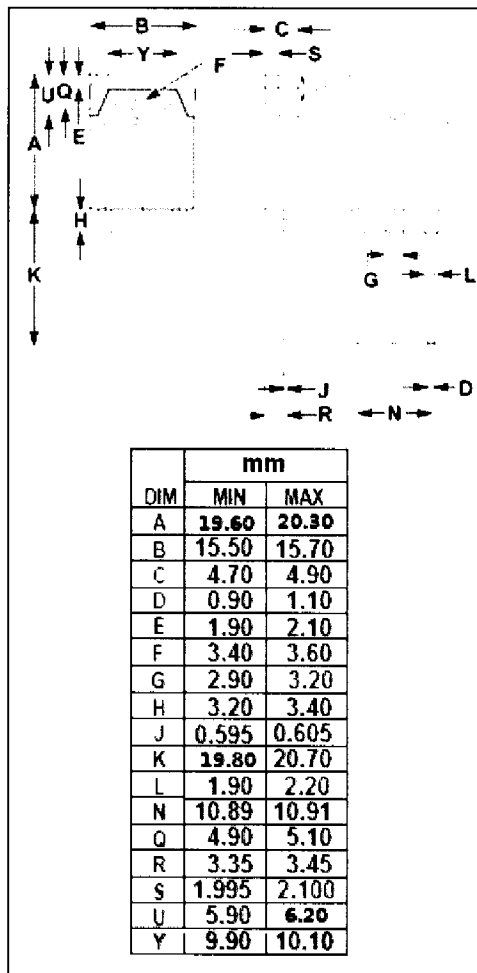 B
C
Y
F
S
U Q
A
E
H
K
G
L
J
D
R
N
mm
DIM MIN MAX
A 19.60 20.30
B 15.50 15.70
C 4.70 4.90
D 0.90 1.10
E 1.90 2.10
F 3.40 3.60
G 2.90 3.20
H 3.20 3.40
J 0.595 0.605
K 19.80 20.70
L 1.90 2.20
N 10.89 10.91
Q 4.90 5.10
R 3.35 3.45
S 1.995 2.100
U 5.90 6.20
Y 9.90 10.10